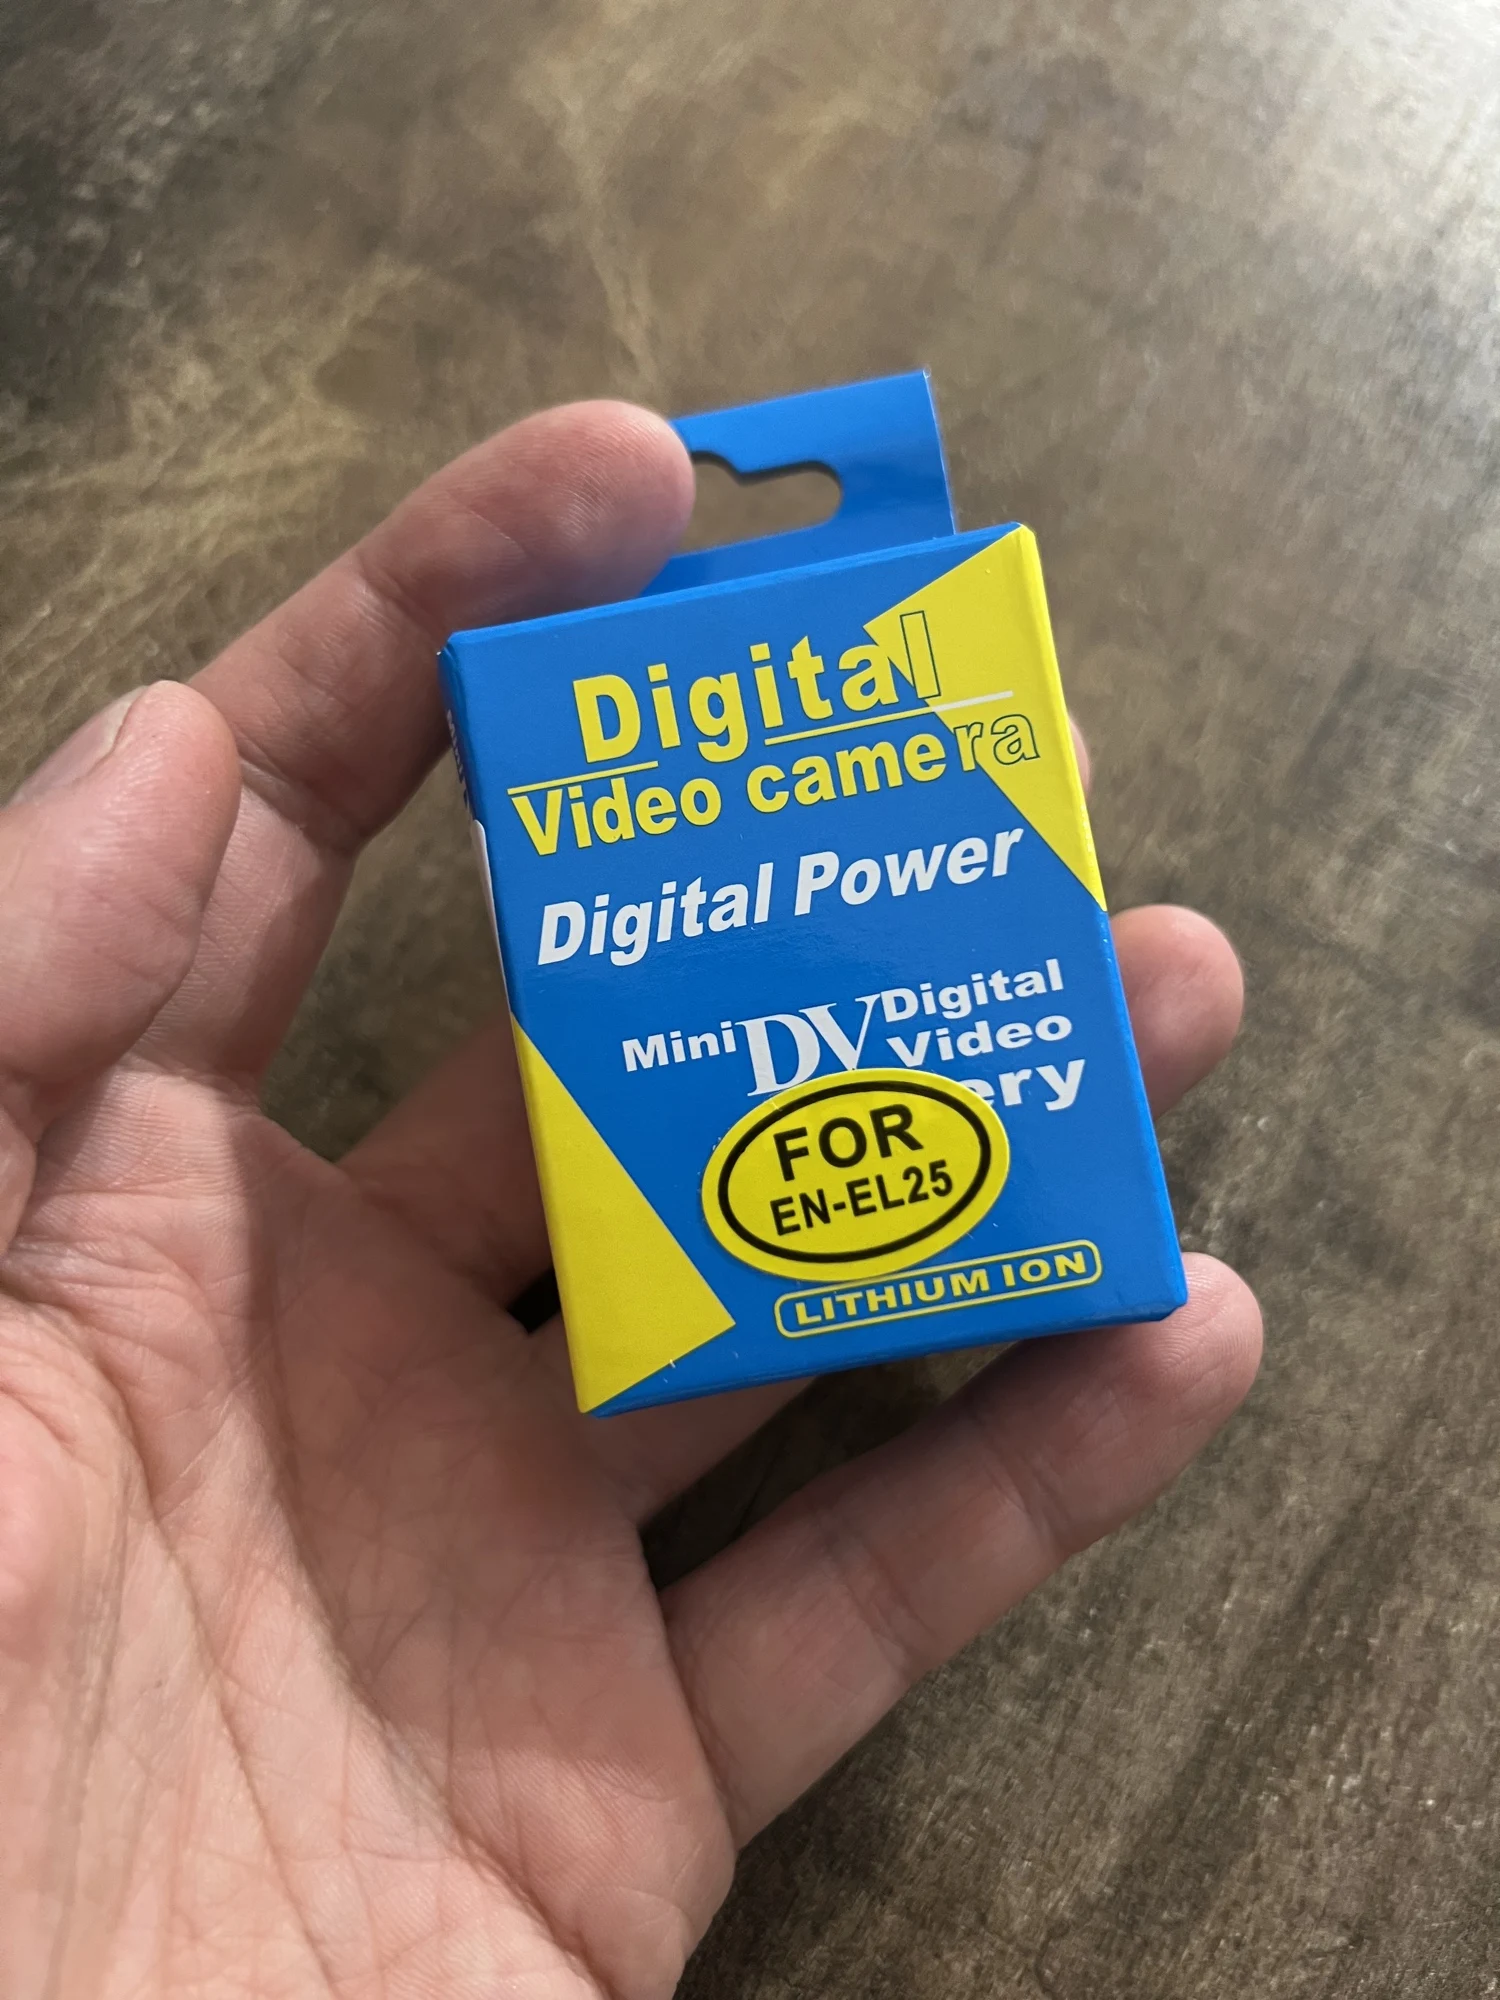 Digital
Video camera
Digital Power
Mini DV Digital
Video
ery
FOR
EN-EL25
LITHIUM ION